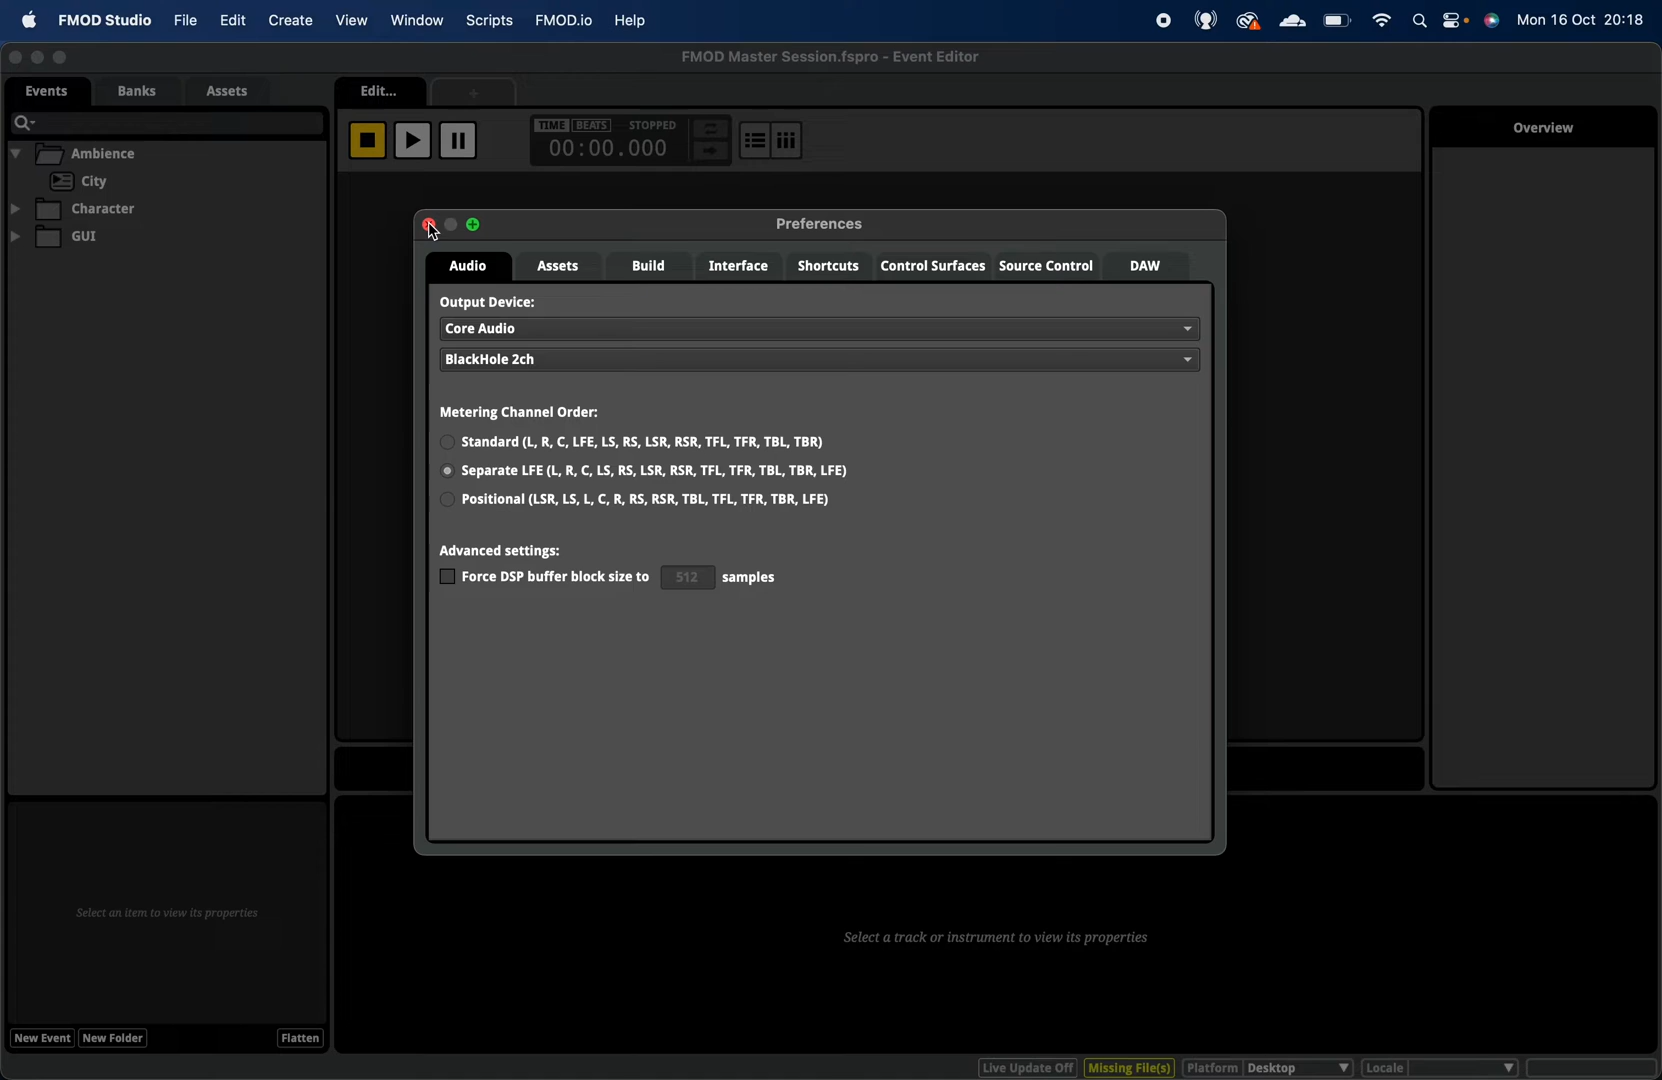 FMOD Studio File Edit Create View Window Scripts FMOD.io Help Mon 16 Oct 20:18
FMOD Master Session.fspro - Event Editor
Events Banks Assets Edit... +
TIME BEATS STOPPED
00:00.000
Overview
Ambience
City
Character
GUI
Preferences
Audio Assets Build Interface Shortcuts Control Surfaces Source Control DAW
Output Device:
Core Audio
BlackHole 2ch
Metering Channel Order:
Standard (L, R, C, LFE, LS, RS, LSR, RSR, TFL, TFR, TBL, TBR)
Separate LFE (L, R, C, LS, RS, LSR, RSR, TFL, TFR, TBL, TBR, LFE)
Positional (LSR, LS, L, C, R, RS, RSR, TBL, TFL, TFR, TBR, LFE)
Advanced settings:
Force DSP buffer block size to 512 samples
Select an item to view its properties
Select a track or instrument to view its properties
New Event New Folder Flatten
Live Update Off Missing File(s) Platform Desktop Locale